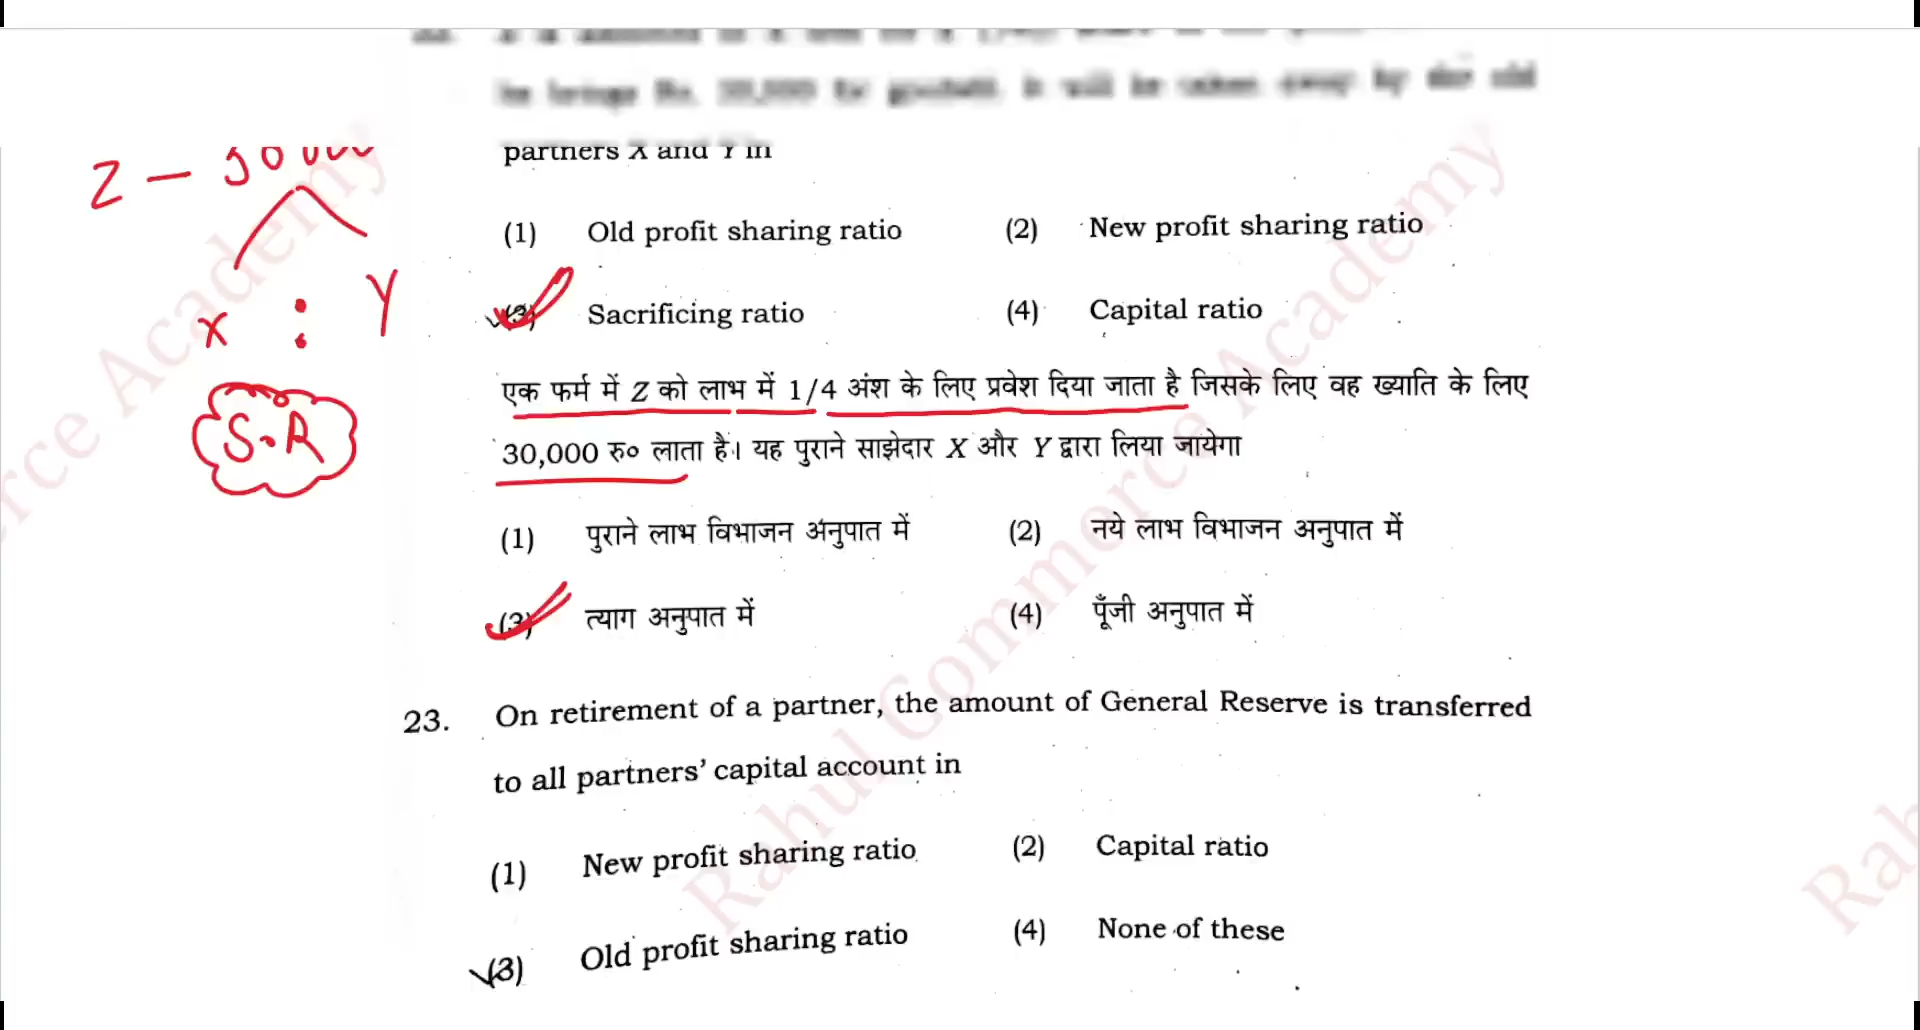 partners X and Y in
Z – 30000
(1) Old profit sharing ratio (2) New profit sharing ratio
X : Y
(3) Sacrificing ratio (4) Capital ratio
एक फर्म में Z को लाभ में 1/4 अंश के लिए प्रवेश दिया जाता है जिसके लिए वह ख्याति के लिए
S.R
30,000 रु० लाता है। यह पुराने साझेदार X और Y द्वारा लिया जायेगा
(1) पुराने लाभ विभाजन अनुपात में (2) नये लाभ विभाजन अनुपात में
(3) त्याग अनुपात में (4) पूँजी अनुपात में
23. On retirement of a partner, the amount of General Reserve is transferred
to all partners' capital account in
(1) New profit sharing ratio (2) Capital ratio
(3) Old profit sharing ratio (4) None of these
Rahul Commerce Academy